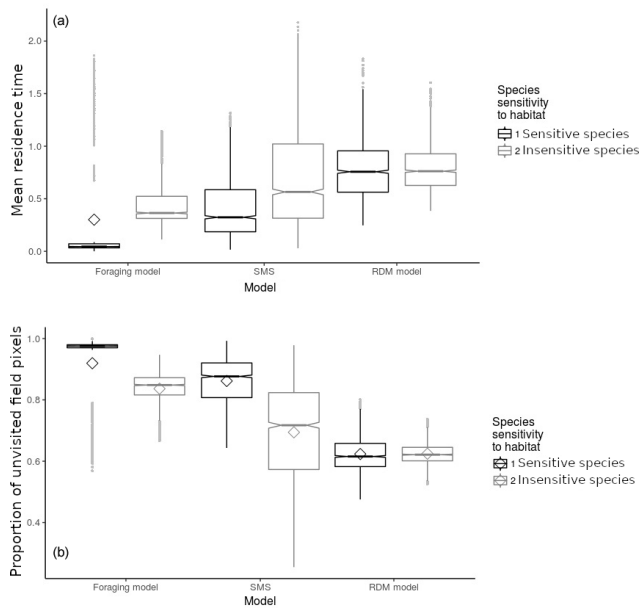 (a)
Mean residence time
2.0
1.5
1.0
0.5
0.0
Foraging model SMS RDM model
Model
Species
sensitivity
to habitat
1 Sensitive species
2 Insensitive species
Proportion of unvisited field pixels
1.0
0.8
0.6
0.4
(b)
Foraging model SMS RDM model
Model
Species
sensitivity
to habitat
1 Sensitive species
2 Insensitive species